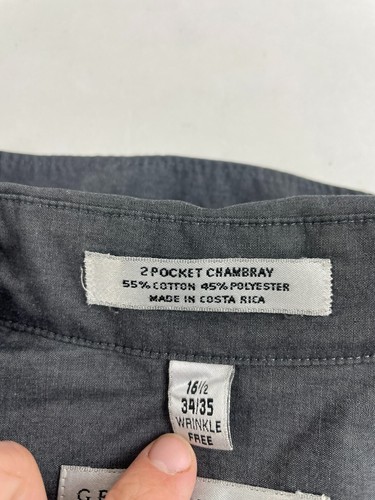 2 POCKET CHAMBRAY
55% COTTON 45% POLYESTER
MADE IN COSTA RICA
16½
34/35
WRINKLE
FREE